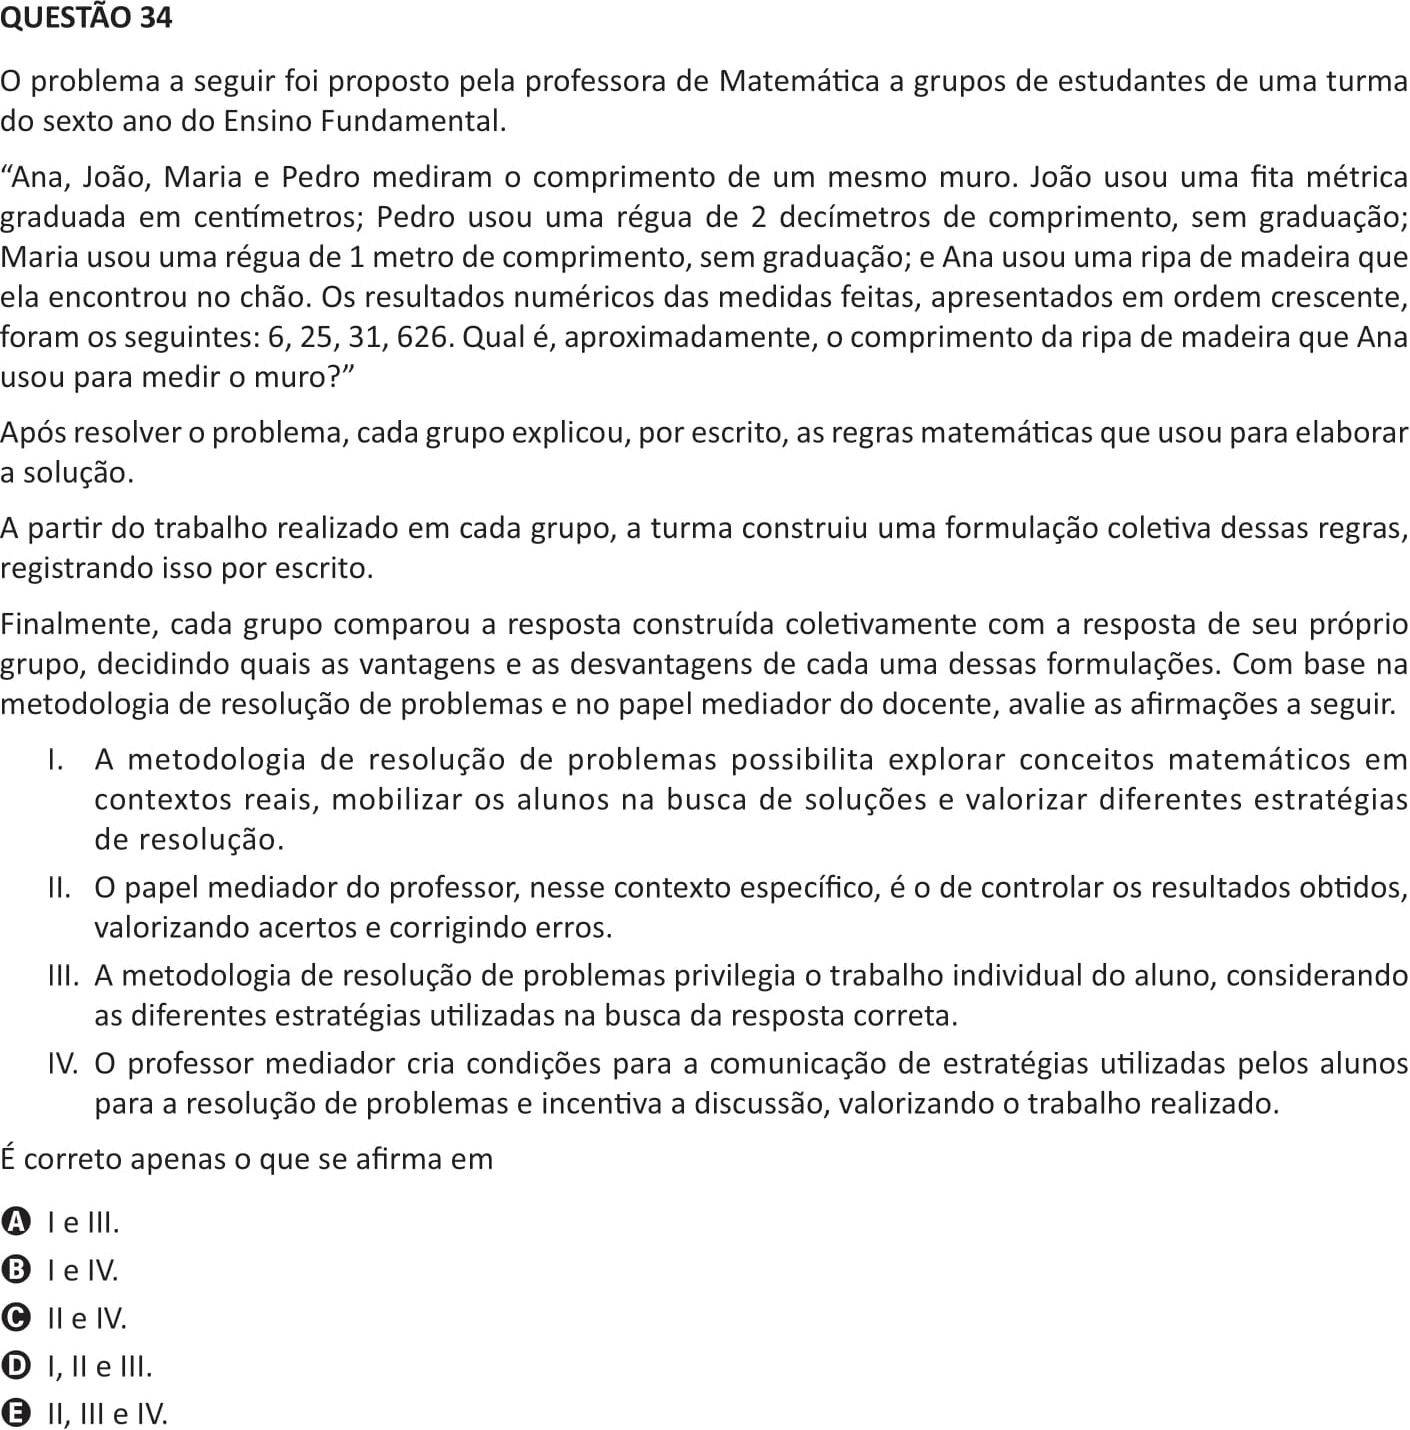 QUESTÃO 34
O problema a seguir foi proposto pela professora de Matemática a grupos de estudantes de uma turma
do sexto ano do Ensino Fundamental.
“Ana, João, Maria e Pedro mediram o comprimento de um mesmo muro. João usou uma fita métrica
graduada em centímetros; Pedro usou uma régua de 2 decímetros de comprimento, sem graduação;
Maria usou uma régua de 1 metro de comprimento, sem graduação; e Ana usou uma ripa de madeira que
ela encontrou no chão. Os resultados numéricos das medidas feitas, apresentados em ordem crescente,
foram os seguintes: 6, 25, 31, 626. Qual é, aproximadamente, o comprimento da ripa de madeira que Ana
usou para medir o muro?”
Após resolver o problema, cada grupo explicou, por escrito, as regras matemáticas que usou para elaborar
a solução.
A partir do trabalho realizado em cada grupo, a turma construiu uma formulação coletiva dessas regras,
registrando isso por escrito.
Finalmente, cada grupo comparou a resposta construída coletivamente com a resposta de seu próprio
grupo, decidindo quais as vantagens e as desvantagens de cada uma dessas formulações. Com base na
metodologia de resolução de problemas e no papel mediador do docente, avalie as afirmações a seguir.
I. A metodologia de resolução de problemas possibilita explorar conceitos matemáticos em
contextos reais, mobilizar os alunos na busca de soluções e valorizar diferentes estratégias
de resolução.
II. O papel mediador do professor, nesse contexto específico, é o de controlar os resultados obtidos,
valorizando acertos e corrigindo erros.
III. A metodologia de resolução de problemas privilegia o trabalho individual do aluno, considerando
as diferentes estratégias utilizadas na busca da resposta correta.
IV. O professor mediador cria condições para a comunicação de estratégias utilizadas pelos alunos
para a resolução de problemas e incentiva a discussão, valorizando o trabalho realizado.
É correto apenas o que se afirma em
A I e III.
B I e IV.
C II e IV.
D I, II e III.
E II, III e IV.